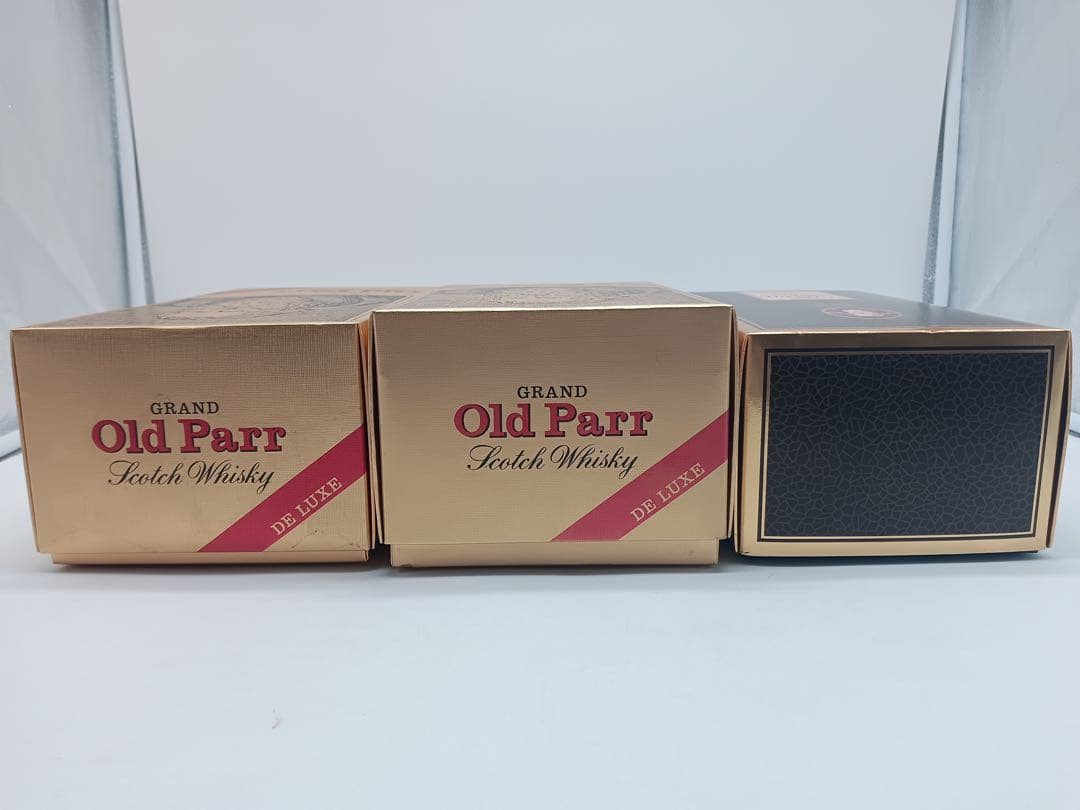 GRAND
Old Parr
Scotch Whisky
DE LUXE
GRAND
Old Parr
Scotch Whisky
DE LUXE